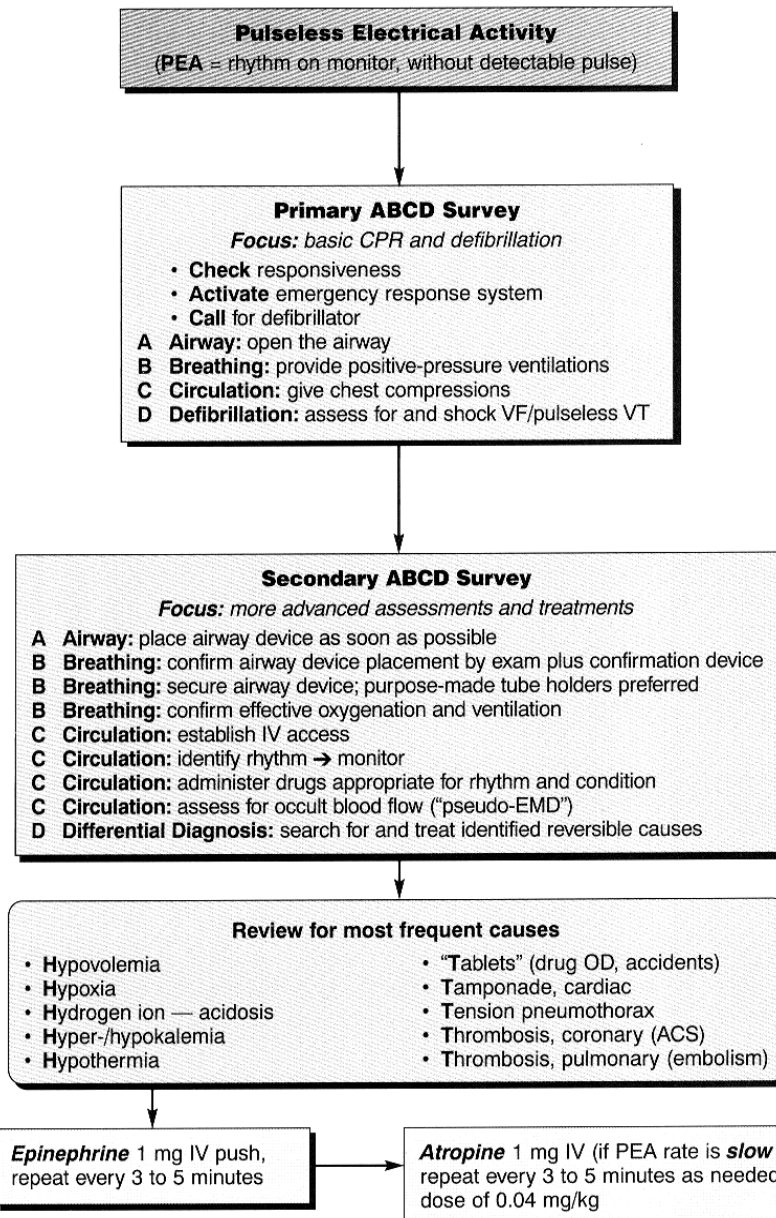 Pulseless Electrical Activity
(PEA = rhythm on monitor, without detectable pulse)
Primary ABCD Survey
Focus: basic CPR and defibrillation
• Check responsiveness
• Activate emergency response system
• Call for defibrillator
A Airway: open the airway
B Breathing: provide positive-pressure ventilations
C Circulation: give chest compressions
D Defibrillation: assess for and shock VF/pulseless VT
Secondary ABCD Survey
Focus: more advanced assessments and treatments
A Airway: place airway device as soon as possible
B Breathing: confirm airway device placement by exam plus confirmation device
B Breathing: secure airway device; purpose-made tube holders preferred
B Breathing: confirm effective oxygenation and ventilation
C Circulation: establish IV access
C Circulation: identify rhythm → monitor
C Circulation: administer drugs appropriate for rhythm and condition
C Circulation: assess for occult blood flow (“pseudo-EMD”)
D Differential Diagnosis: search for and treat identified reversible causes
Review for most frequent causes
• Hypovolemia
• Hypoxia
• Hydrogen ion — acidosis
• Hyper-/hypokalemia
• Hypothermia
• “Tablets” (drug OD, accidents)
• Tamponade, cardiac
• Tension pneumothorax
• Thrombosis, coronary (ACS)
• Thrombosis, pulmonary (embolism)
Epinephrine 1 mg IV push,
repeat every 3 to 5 minutes
Atropine 1 mg IV (if PEA rate is slow
repeat every 3 to 5 minutes as needed
dose of 0.04 mg/kg